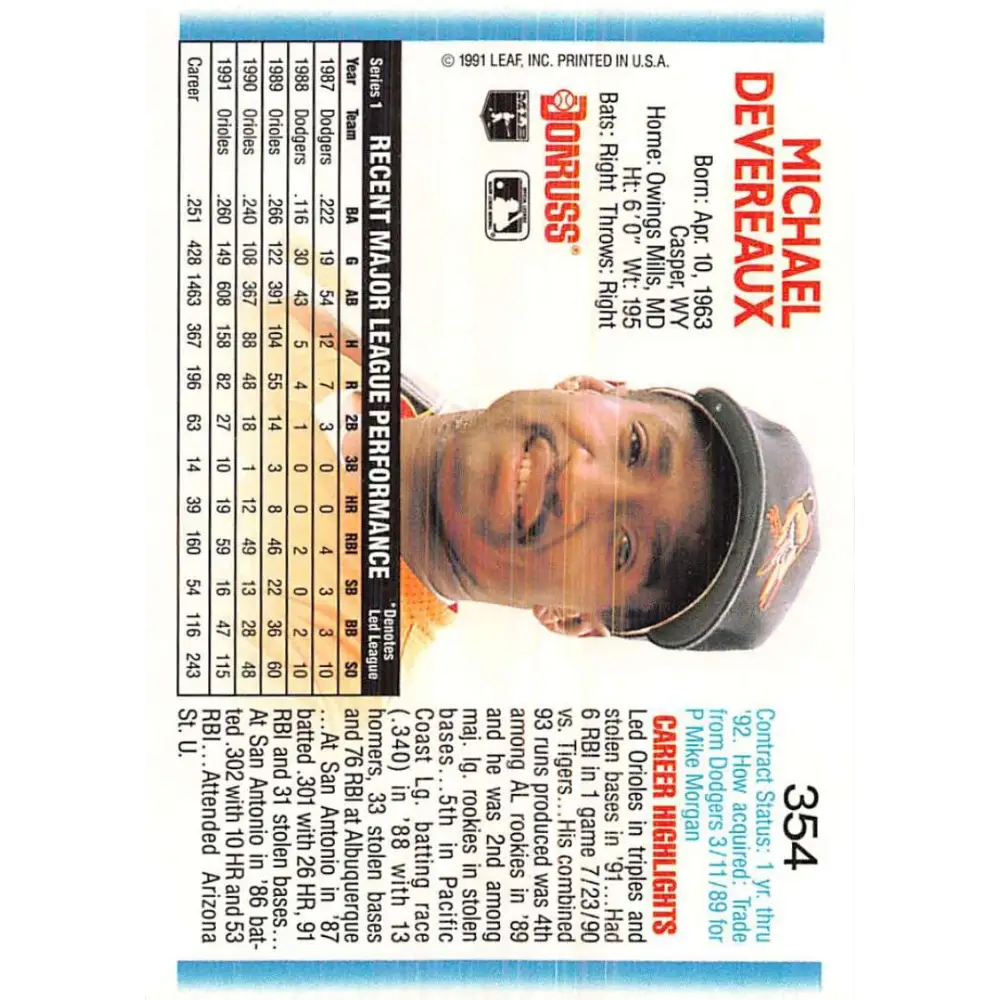 MICHAEL
DEVEREAUX
Born: Apr. 10, 1963
Casper, WY
Home: Owings Mills, MD
Ht: 6'0" Wt: 195
Bats: Right Throws: Right
DONRUSS®
MLB
© 1991 LEAF, INC. PRINTED IN U.S.A.
354
Contract Status: 1 yr. thru
'92. How acquired: Trade
from Dodgers 3/11/89 for
P Mike Morgan
CAREER HIGHLIGHTS
Led Orioles in triples and
stolen bases in '91...Had
6 RBI in 1 game 7/23/90
vs. Tigers...His combined
93 runs produced was 4th
among AL rookies in '89
and he was 2nd among
maj. lg. rookies in stolen
bases...5th in Pacific
Coast Lg. batting race
(.340) in '88 with 13
homers, 33 stolen bases
and 76 RBI at Albuquerque
...At San Antonio in '87
batted .301 with 26 HR, 91
RBI and 31 stolen bases...
At San Antonio in '86 bat-
ted .302 with 10 HR and 53
RBI...Attended Arizona
St. U.
Series 1 RECENT MAJOR LEAGUE PERFORMANCE *Denotes Led League
Year Team BA G AB H R 2B 3B HR RBI SB BB SO
1987 Dodgers .222 19 54 12 7 3 0 0 4 3 3 10
1988 Dodgers .116 30 43 5 4 1 0 0 2 0 2 10
1989 Orioles .266 122 391 104 55 14 3 8 46 22 36 60
1990 Orioles .240 108 367 88 48 18 1 12 49 13 28 48
1991 Orioles .260 149 608 158 82 27 10 19 59 16 47 115
Career .251 428 1463 367 196 63 14 39 160 54 116 243